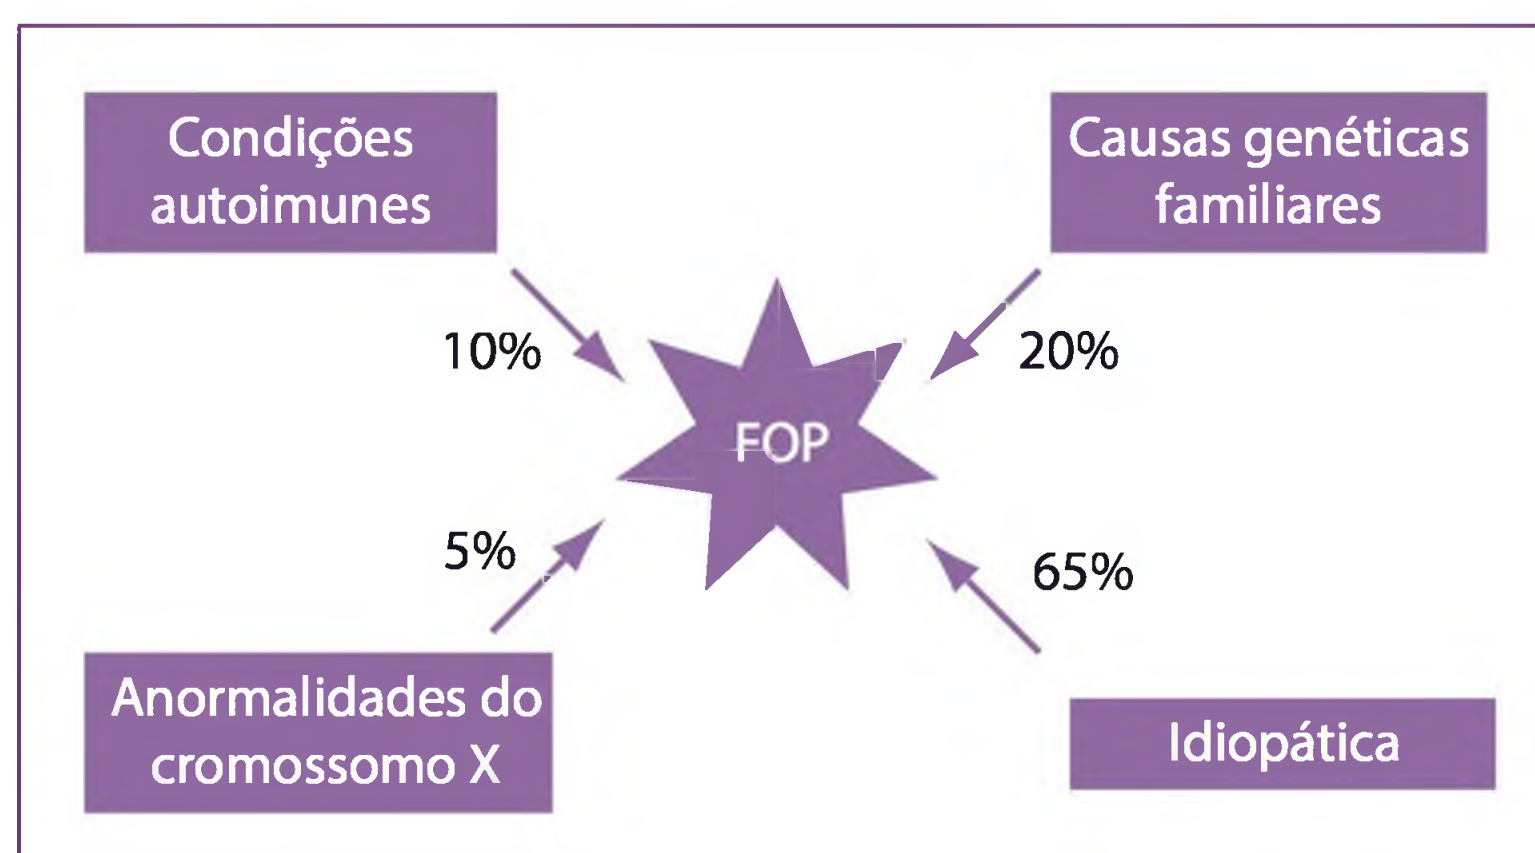 Condições
autoimunes
Causas genéticas
familiares
10%
20%
FOP
5%
65%
Anormalidades do
cromossomo X
Idiopática